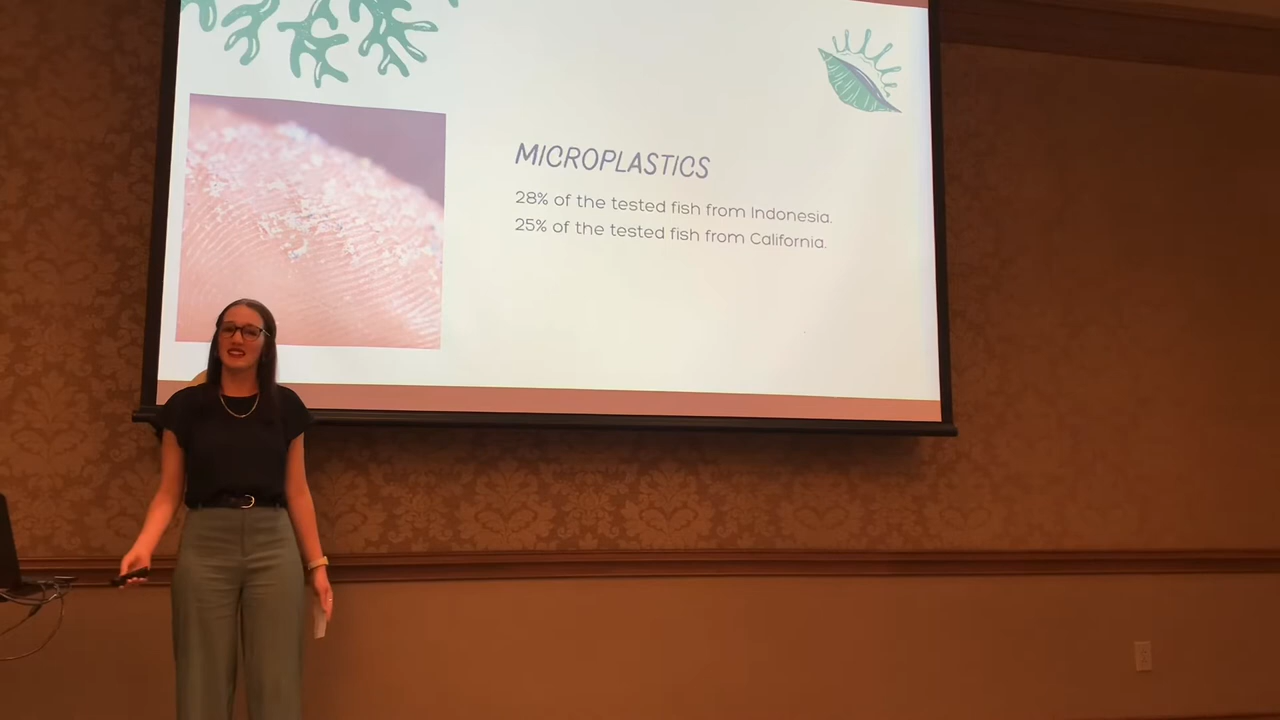 MICROPLASTICS
28% of the tested fish from Indonesia.
25% of the tested fish from California.